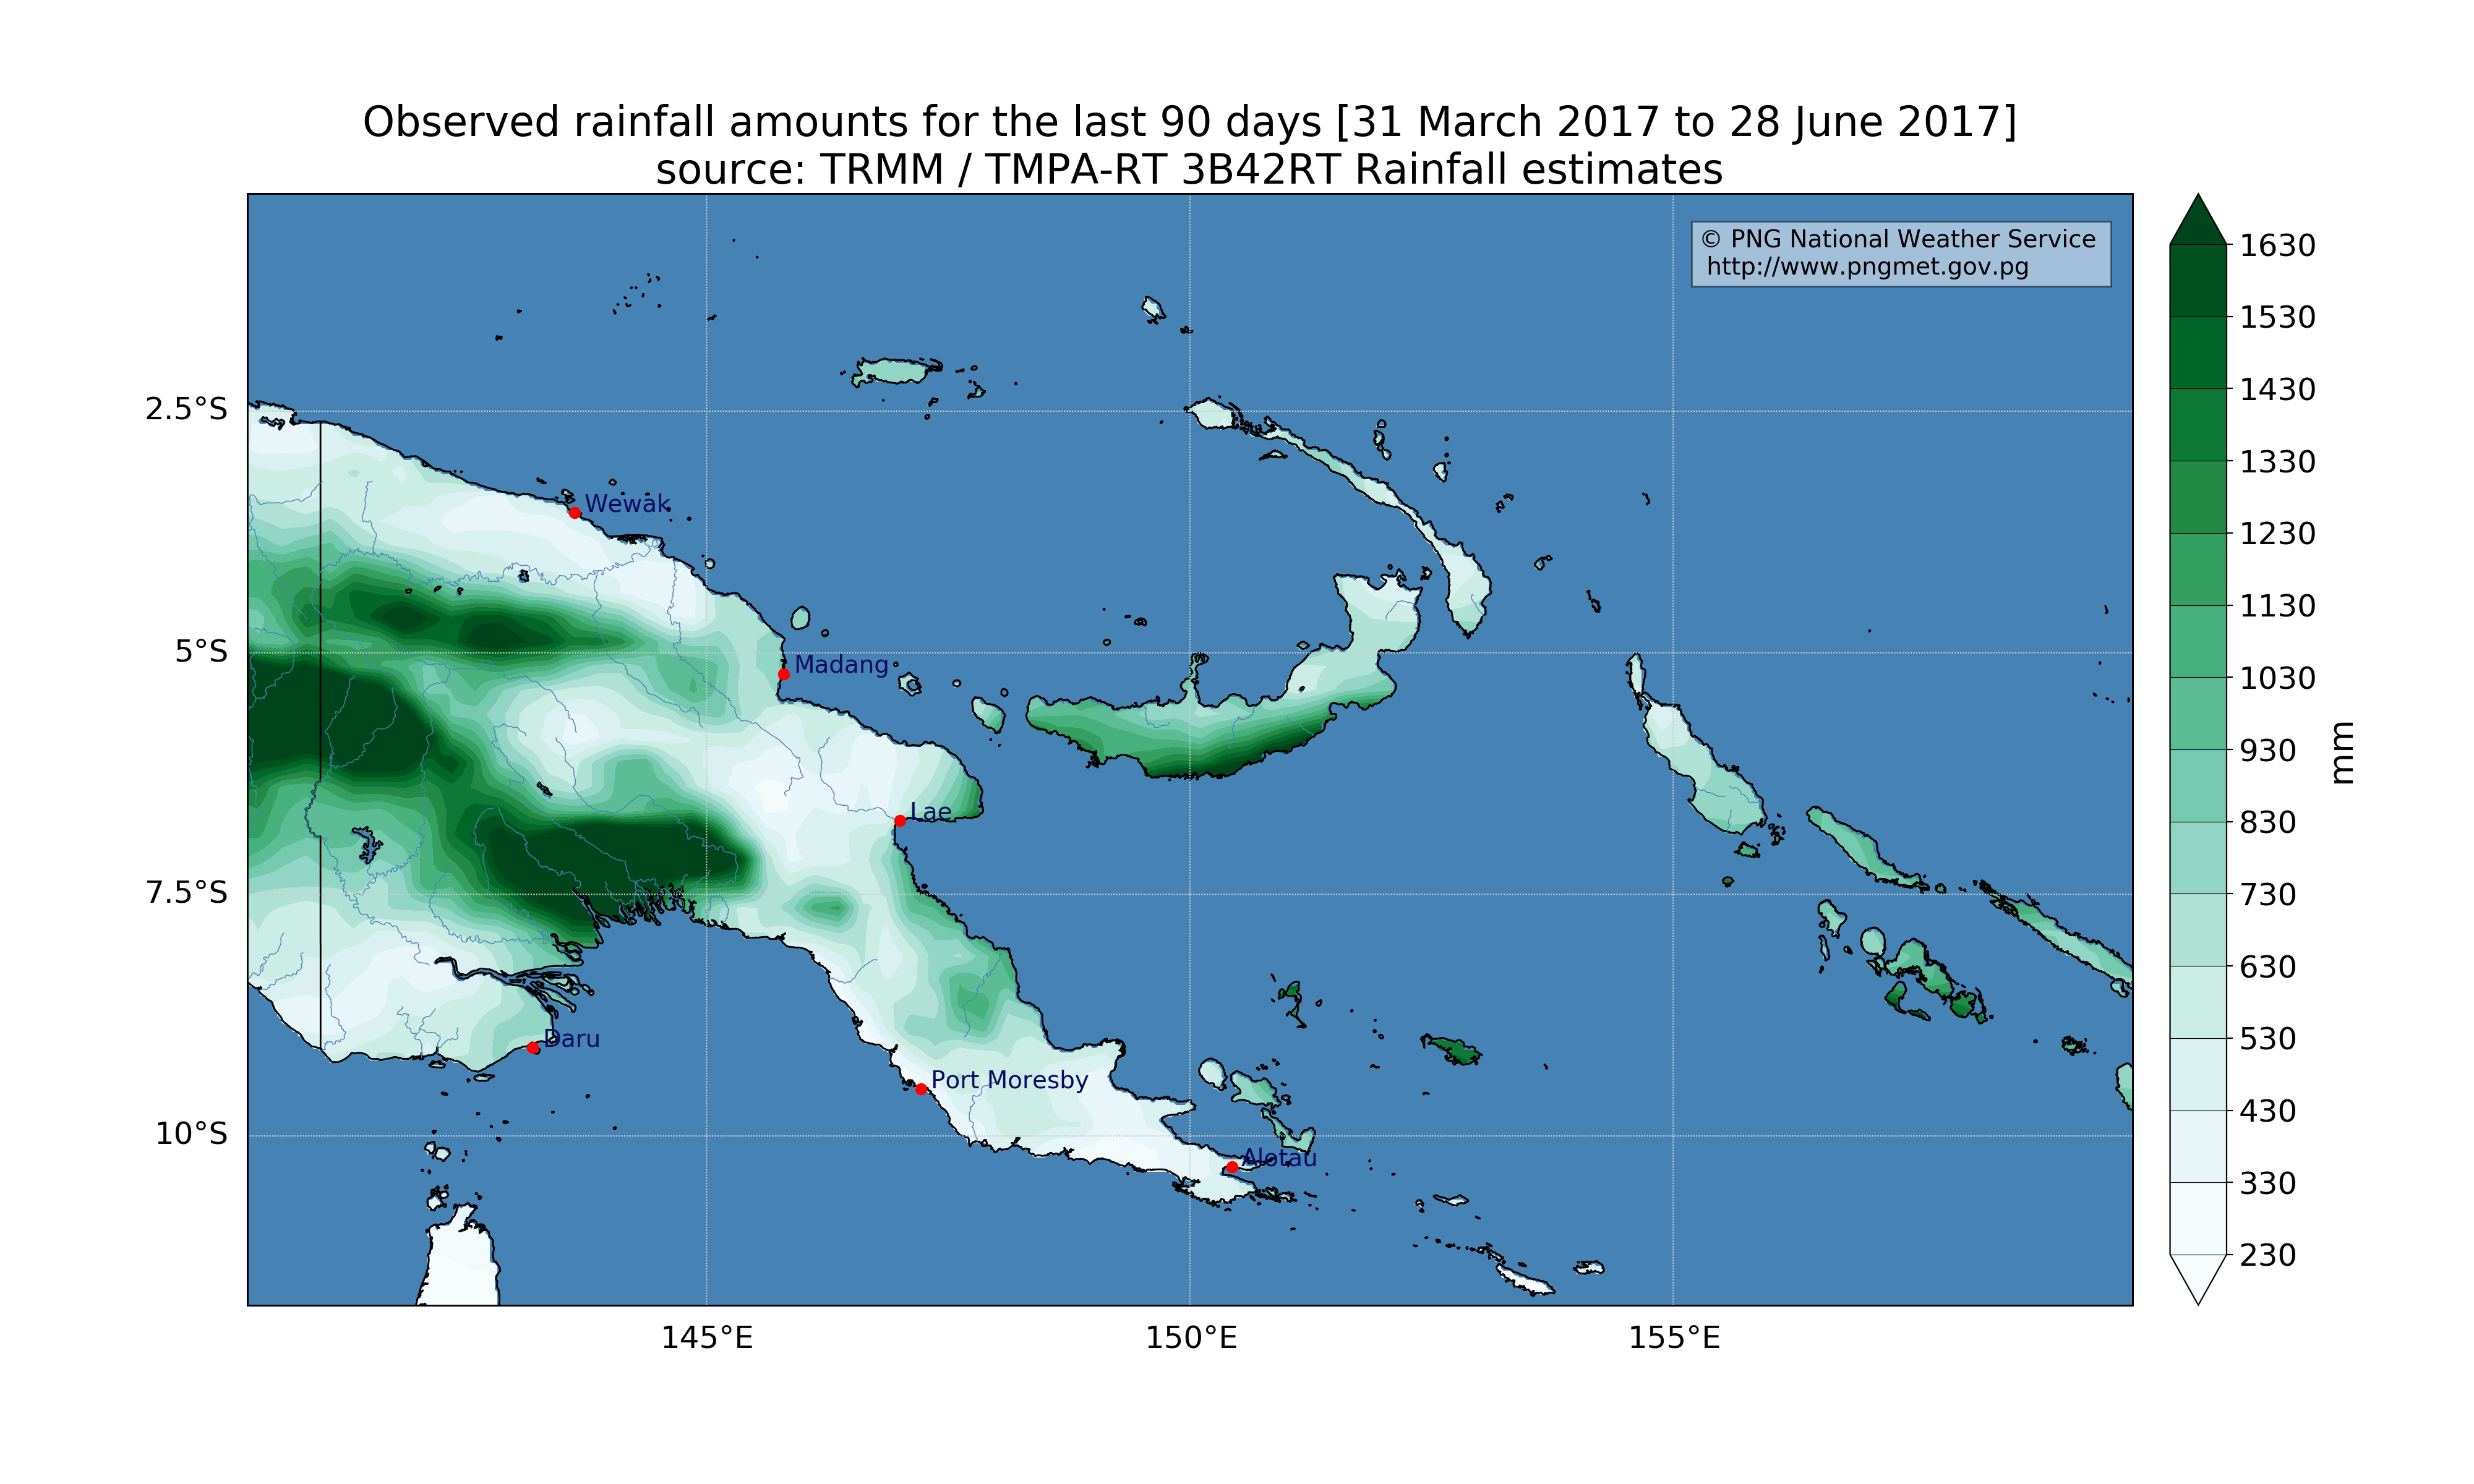 Observed rainfall amounts for the last 90 days [31 March 2017 to 28 June 2017]
source: TRMM / TMPA-RT 3B42RT Rainfall estimates
© PNG National Weather Service
http://www.pngmet.gov.pg
1630
1530
1430
1330
1230
1130
1030
930
830
730
630
530
430
330
230
mm
2.5°S
5°S
7.5°S
10°S
Wewak
Madang
Lae
Daru
Port Moresby
Alotau
145°E
150°E
155°E